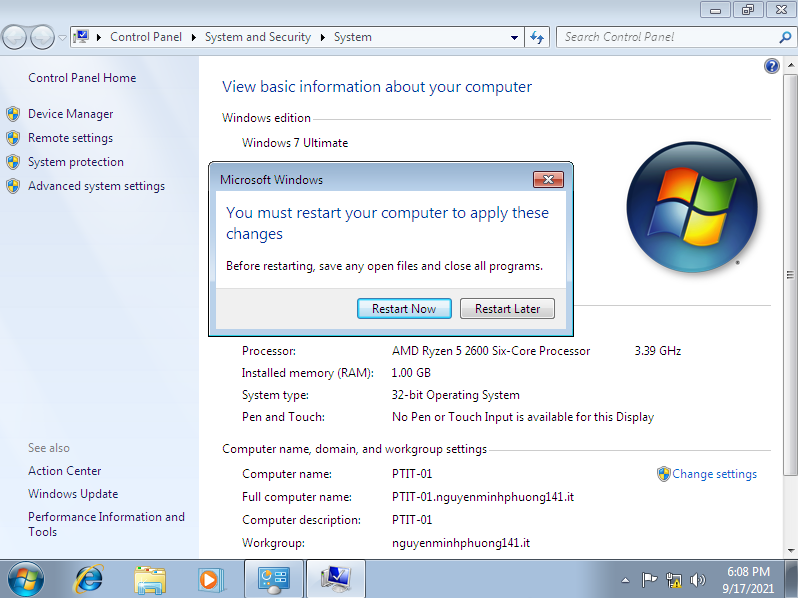 Control Panel System and Security System
Search Control Panel
Control Panel Home
Device Manager
Remote settings
System protection
Advanced system settings
See also
Action Center
Windows Update
Performance Information and
Tools
View basic information about your computer
Windows edition
Windows 7 Ultimate
Microsoft Windows
You must restart your computer to apply these
changes
Before restarting, save any open files and close all programs.
Restart Now Restart Later
Processor: AMD Ryzen 5 2600 Six-Core Processor 3.39 GHz
Installed memory (RAM): 1.00 GB
System type: 32-bit Operating System
Pen and Touch: No Pen or Touch Input is available for this Display
Computer name, domain, and workgroup settings
Computer name: PTIT-01 Change settings
Full computer name: PTIT-01.nguyenminhphuong141.it
Computer description: PTIT-01
Workgroup: nguyenminhphuong141.it
6:08 PM
9/17/2021